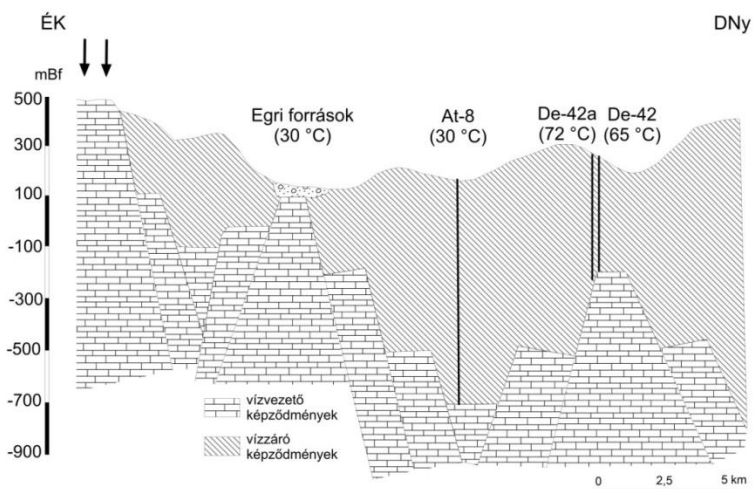 ÉK
DNy
mBf
500
300
100
-100
-300
-500
-700
-900
Egri források
(30 °C)
At-8
(30 °C)
De-42a
(72 °C)
De-42
(65 °C)
vízvezető
képződmények
vízzáró
képződmények
0 2,5 5 km